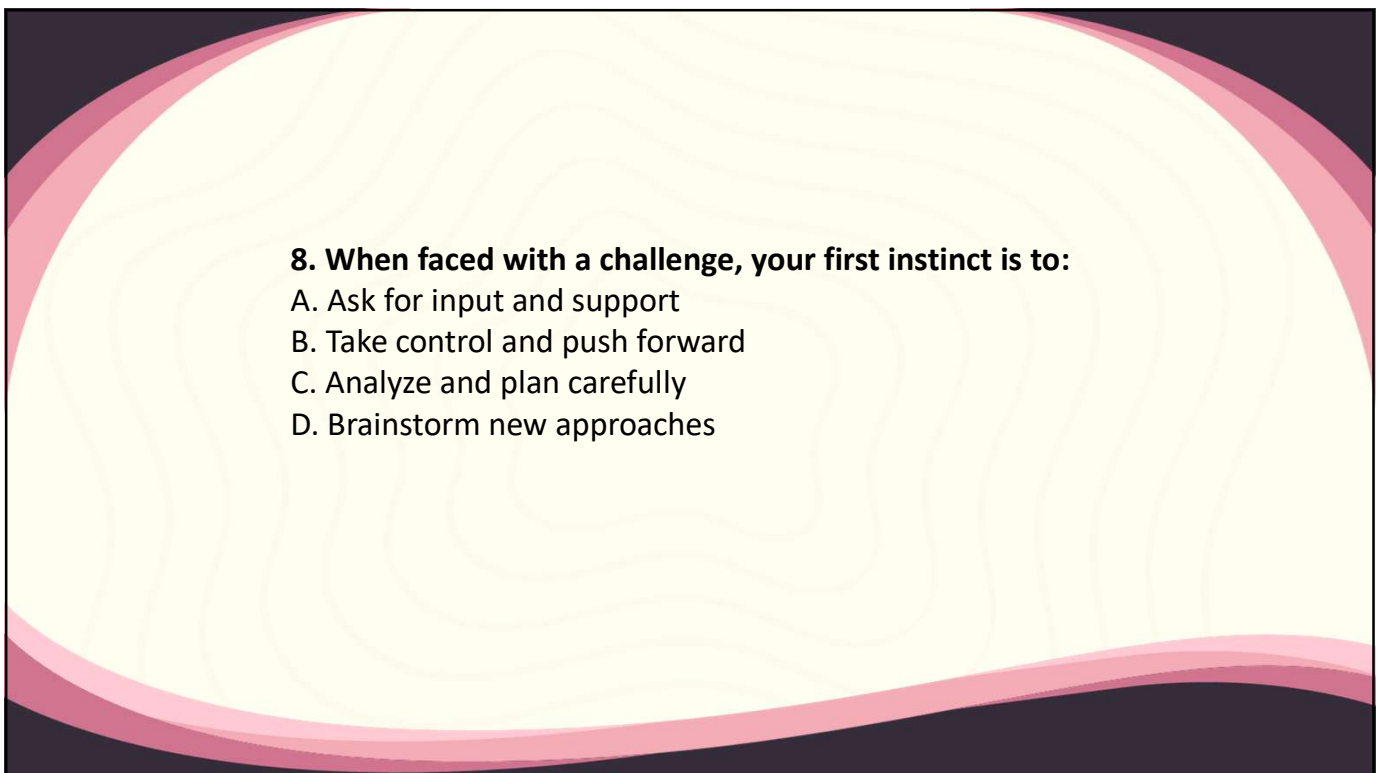 8. When faced with a challenge, your first instinct is to:
A. Ask for input and support
B. Take control and push forward
C. Analyze and plan carefully
D. Brainstorm new approaches